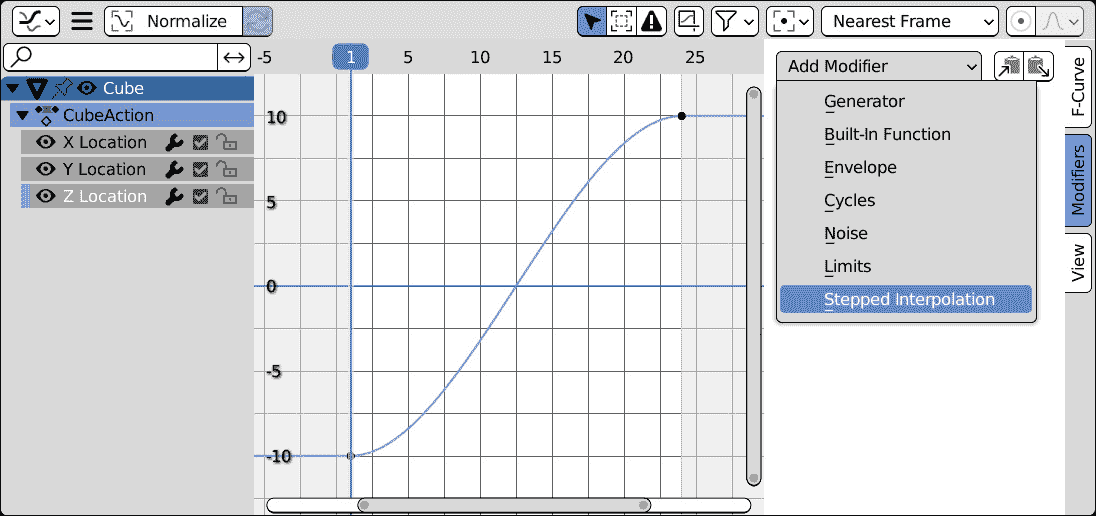 Normalize
Nearest Frame
-5 1 5 10 15 20 25
Cube
CubeAction
X Location
Y Location
Z Location
10
5
0
-5
-10
Add Modifier
Generator
Built-In Function
Envelope
Cycles
Noise
Limits
Stepped Interpolation
F-Curve
Modifiers
View